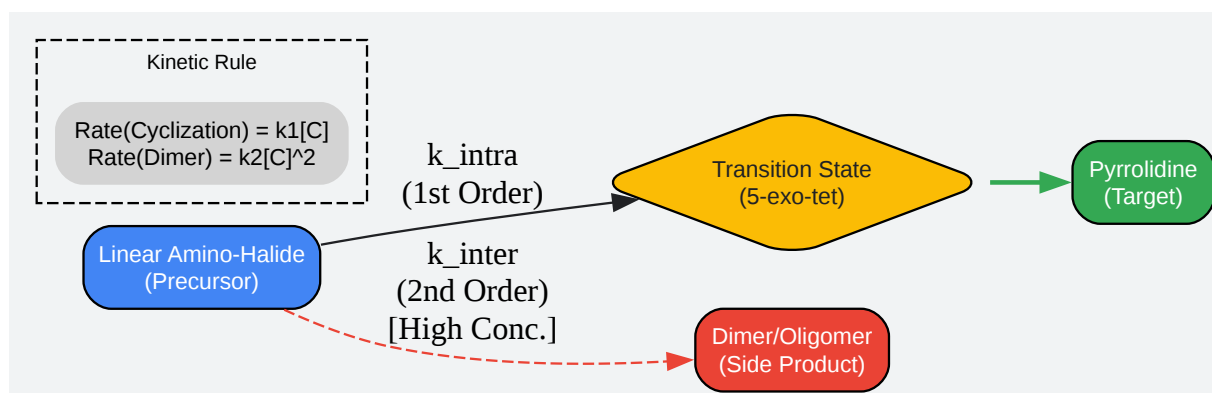 Kinetic Rule
Rate(Cyclization) = k1[C]
Rate(Dimer) = k2[C]^2
k_intra
(1st Order)
Transition State
(5-exo-tet)
Pyrrolidine
(Target)
Linear Amino-Halide
(Precursor)
k_inter
(2nd Order)
[High Conc.]
Dimer/Oligomer
(Side Product)